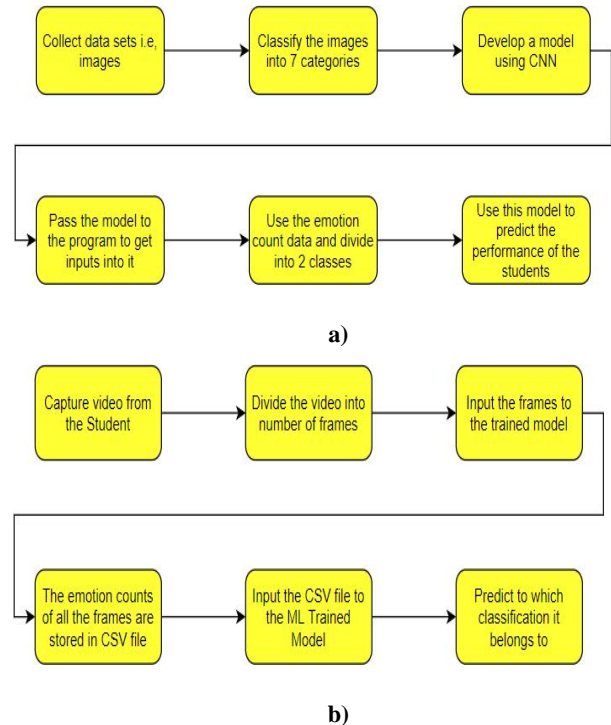 Collect data sets i.e,
images
Classify the images
into 7 categories
Develop a model
using CNN
Pass the model to
the program to get
inputs into it
Use the emotion
count data and divide
into 2 classes
Use this model to
predict the
performance of the
students
a)
Capture video from
the Student
Divide the video into
number of frames
Input the frames to
the trained model
The emotion counts
of all the frames are
stored in CSV file
Input the CSV file to
the ML Trained
Model
Predict to which
classification it
belongs to
b)